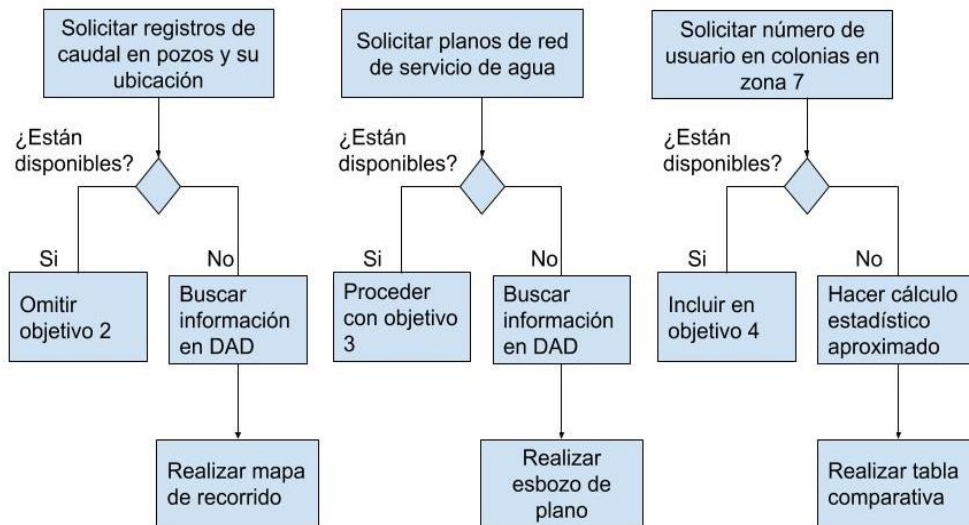 Solicitar registros de
caudal en pozos y su
ubicación
Solicitar planos de red
de servicio de agua
Solicitar número de
usuario en colonias en
zona 7
¿Están
disponibles?
¿Están
disponibles?
¿Están
disponibles?
Si
No
Si
No
Si
No
Omitir
objetivo 2
Buscar
información
en DAD
Proceder
con objetivo
3
Buscar
información
en DAD
Incluir en
objetivo 4
Hacer cálculo
estadístico
aproximado
Realizar mapa
de recorrido
Realizar
esbozo de
plano
Realizar tabla
comparativa